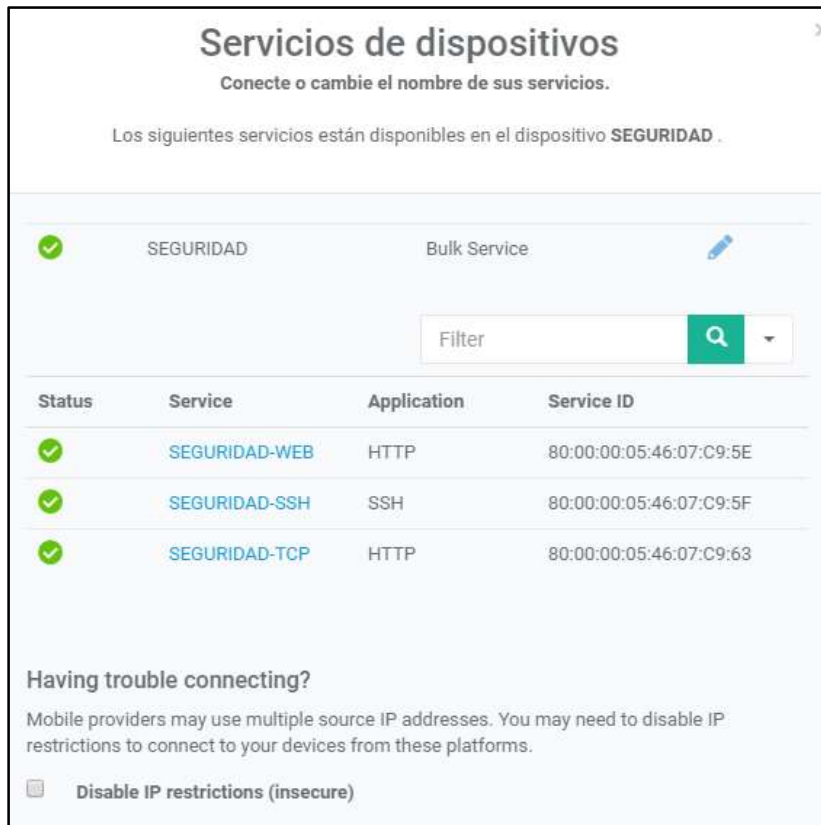 Servicios de dispositivos
Conecte o cambie el nombre de sus servicios.
Los siguientes servicios están disponibles en el dispositivo SEGURIDAD .
SEGURIDAD Bulk Service
Filter
Status Service Application Service ID
SEGURIDAD-WEB HTTP 80:00:00:05:46:07:C9:5E
SEGURIDAD-SSH SSH 80:00:00:05:46:07:C9:5F
SEGURIDAD-TCP HTTP 80:00:00:05:46:07:C9:63
Having trouble connecting?
Mobile providers may use multiple source IP addresses. You may need to disable IP
restrictions to connect to your devices from these platforms.
Disable IP restrictions (insecure)